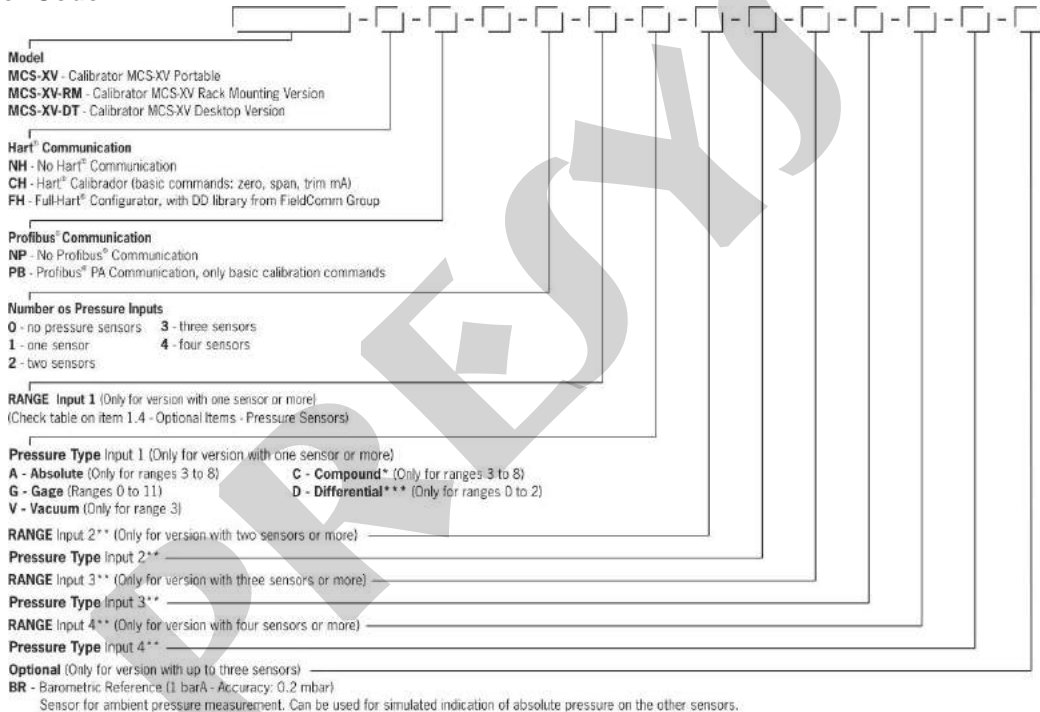 Model
MCS-XV - Calibrator MCS-XV Portable
MCS-XV-RM - Calibrator MCS-XV Rack Mounting Version
MCS-XV-DT - Calibrator MCS-XV Desktop Version
Hart® Communication
NH - No Hart® Communication
CH - Hart® Calibrador (basic commands: zero, span, trim mA)
FH - Full-Hart® Configurator, with DD library from FieldComm Group
Profibus® Communication
NP - No Profibus® Communication
PB - Profibus® PA Communication, only basic calibration commands
Number os Pressure Inputs
0 - no pressure sensors 3 - three sensors
1 - one sensor 4 - four sensors
2 - two sensors
RANGE Input 1 (Only for version with one sensor or more)
(Check table on item 1.4 - Optional Items - Pressure Sensors)
Pressure Type Input 1 (Only for version with one sensor or more)
A - Absolute (Only for ranges 3 to 8) C - Compound* (Only for ranges 3 to 8)
G - Gage (Ranges 0 to 11) D - Differential*** (Only for ranges 0 to 2)
V - Vacuum (Only for range 3)
RANGE Input 2** (Only for version with two sensors or more)
Pressure Type Input 2**
RANGE Input 3** (Only for version with three sensors or more)
Pressure Type Input 3**
RANGE Input 4** (Only for version with four sensors or more)
Pressure Type Input 4**
Optional (Only for version with up to three sensors)
BR - Barometric Reference (1 barA - Accuracy: 0.2 mbar)
Sensor for ambient pressure measurement. Can be used for simulated indication of absolute pressure on the other sensors.
PRESYS